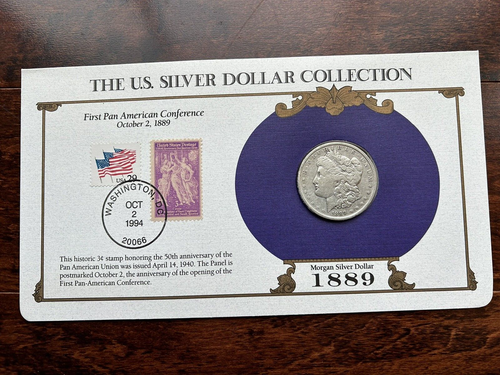 THE U.S. SILVER DOLLAR COLLECTION
First Pan American Conference
October 2, 1889
USA 29
WASHINGTON, DC
OCT
2
1994
20066
This historic 3¢ stamp honoring the 50th anniversary of the
Pan American Union was issued April 14, 1940. The Panel is
postmarked October 2, the anniversary of the opening of the
First Pan-American Conference.
Morgan Silver Dollar
1889